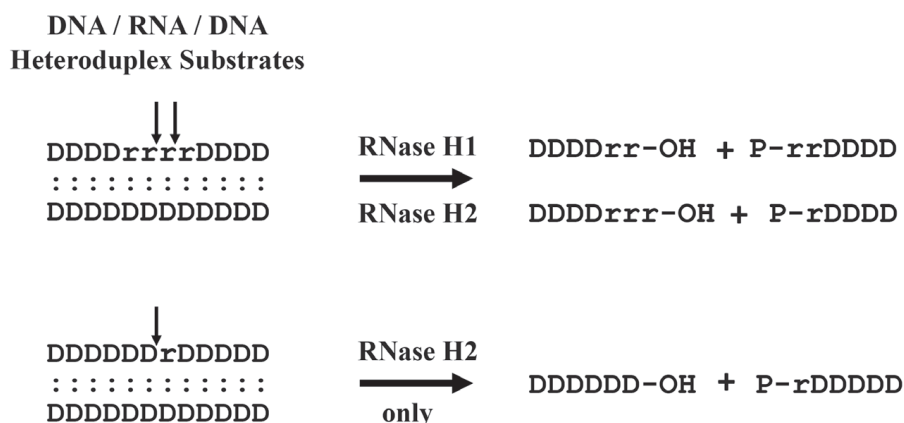 DNA / RNA / DNA
Heteroduplex Substrates
DDDDrrrrDDDD
: : : : : : : : : : : :
DDDDDDDDDDDD
RNase H1
RNase H2
DDDDrr-OH + P-rrDDDD
DDDDrrr-OH + P-rDDDD
DDDDDDrDDDDD
: : : : : : : : : : : :
DDDDDDDDDDDD
RNase H2
only
DDDDDD-OH + P-rDDDDD